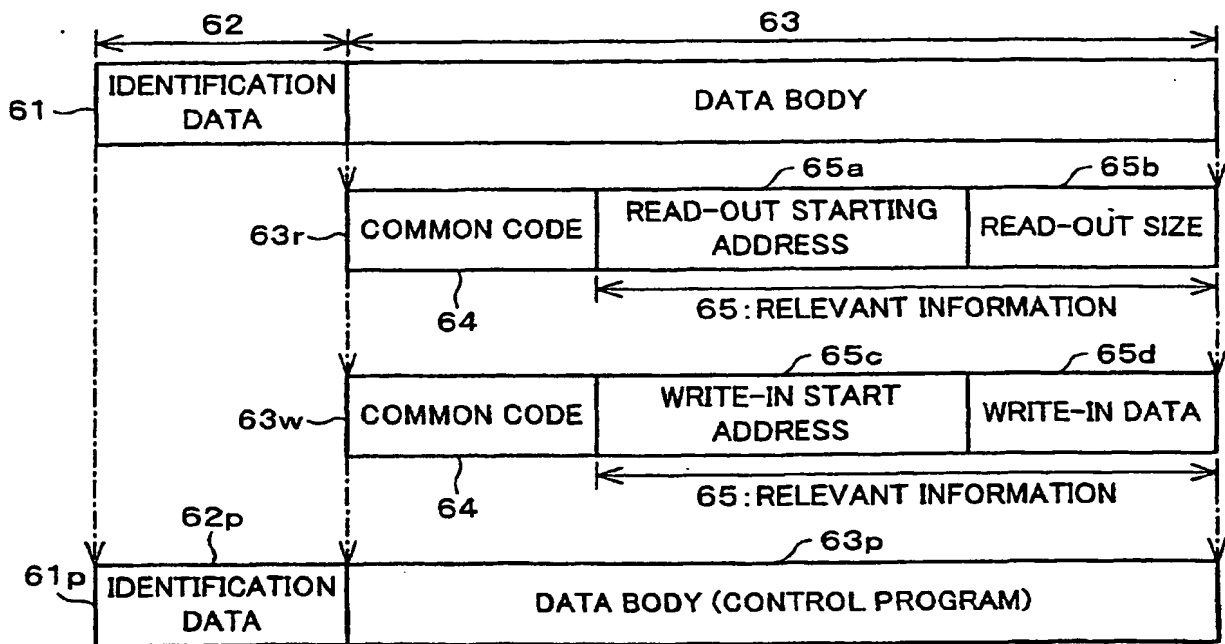 62
63
61
IDENTIFICATION
DATA
DATA BODY
65a
65b
63r
COMMON CODE
READ-OUT STARTING
ADDRESS
READ-OUT SIZE
64
65:RELEVANT INFORMATION
65c
65d
63w
COMMON CODE
WRITE-IN START
ADDRESS
WRITE-IN DATA
64
65:RELEVANT INFORMATION
62p
63p
61p
IDENTIFICATION
DATA
DATA BODY (CONTROL PROGRAM)